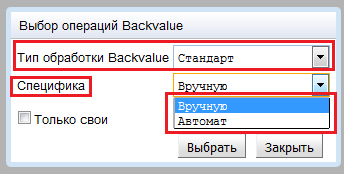 Выбор операций Backvalue
Тип обработки Backvalue Стандарт
Специфика Вручную
Вручную
Автомат
Только свои
Выбрать Закрыть